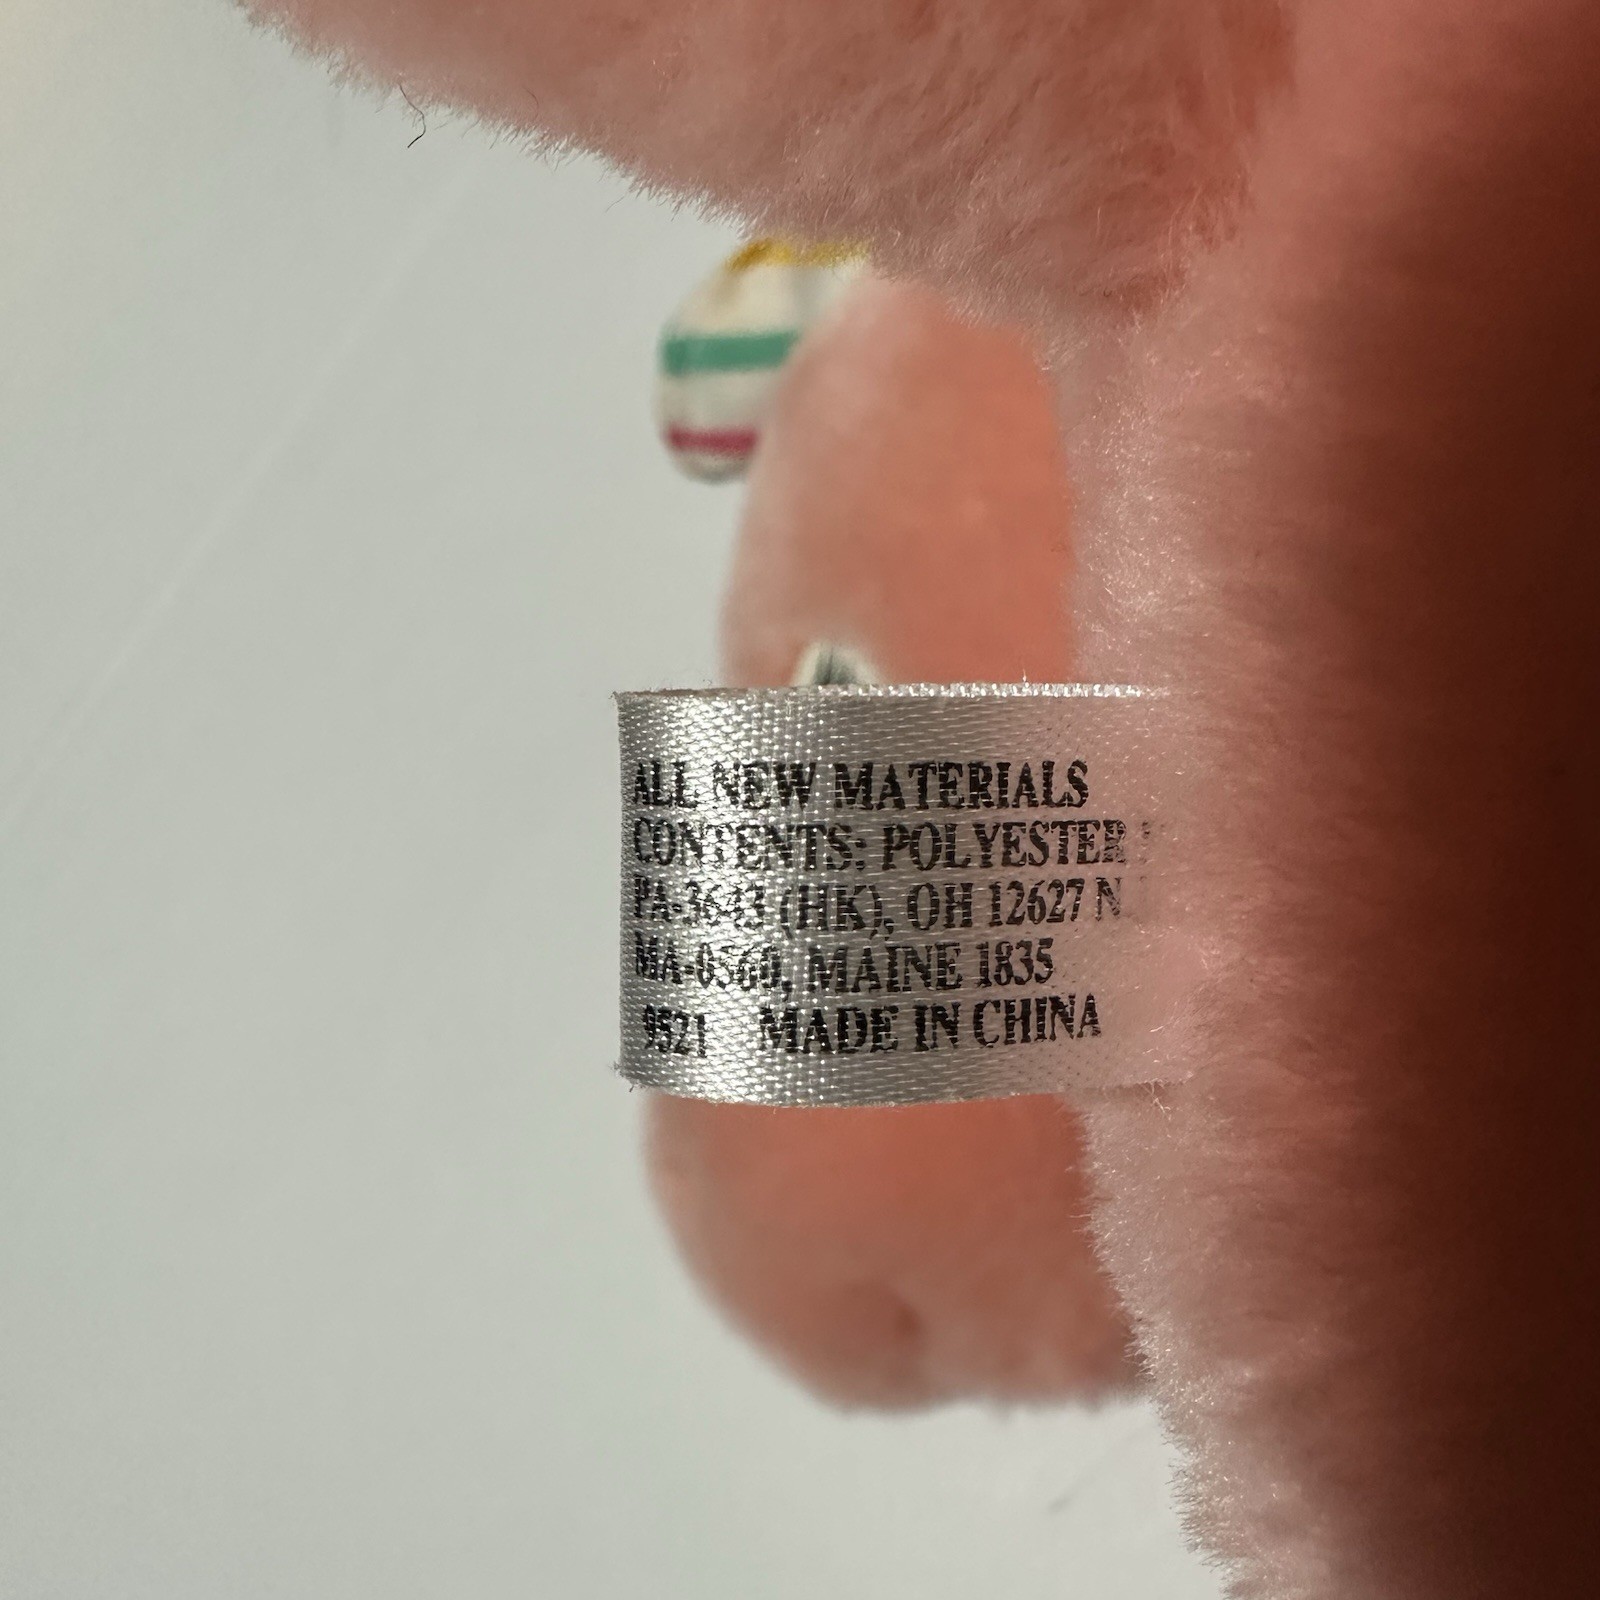 ALL NEW MATERIALS
CONTENTS: POLYESTER
PA-3643 (HK), OH 12627 N
MA-0560, MAINE 1835
9521 MADE IN CHINA